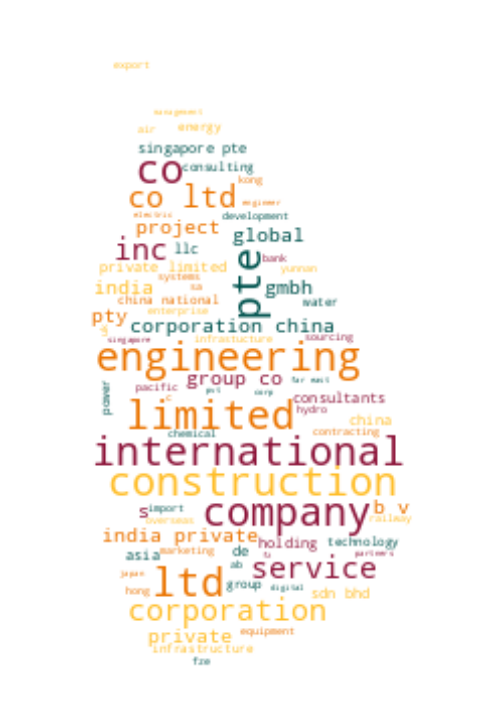 export
management
air energy
singapore pte
co consulting
kong
co ltd engineer
electric development
project global
inc llc bank
private limited yunnan
systems
india sa pte gmbh
china national water
enterprise
pty corporation china
singapore infrastucture sourcing
engineering
group co far east
pacific pct corp
power c consultants
limited hydro
china
chemical contracting
international
construction
s import company b v
overseas railway
india private holding technology
asia marketing de partners
ab service
japan ltd group digital
hong sdn bhd
corporation
private equipment
infrastructure
fze